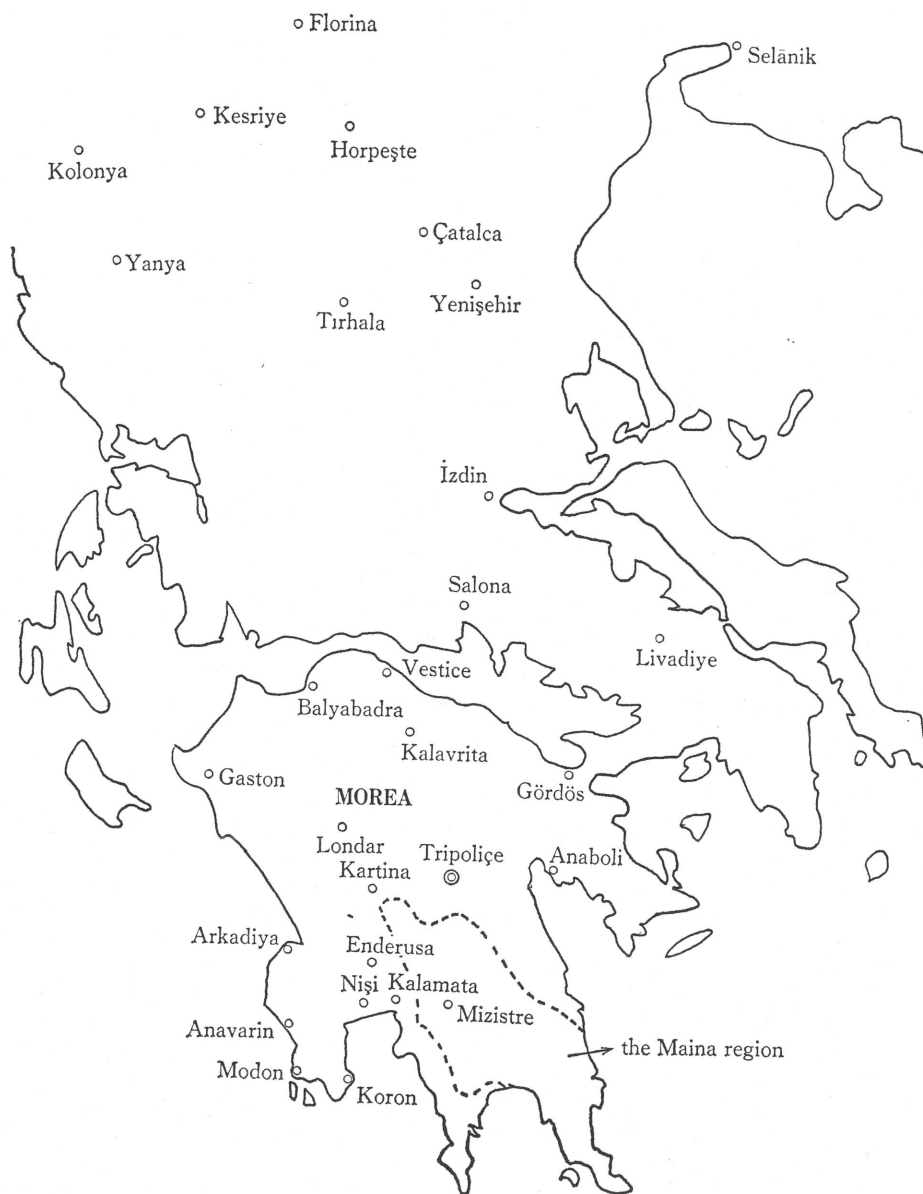 Florina
Selānik
Kesriye
Horpeşte
Kolonya
Çatalca
Yanya
Yenişehir
Tırhala
İzdin
Salona
Livadiye
Vestice
Balyabadra
Kalavrita
Gaston
Gördös
MOREA
Londar
Tripoliçe
Anaboli
Kartina
Arkadiya
Enderusa
Nişi
Kalamata
Mizistre
Anavarin
the Maina region
Modon
Koron